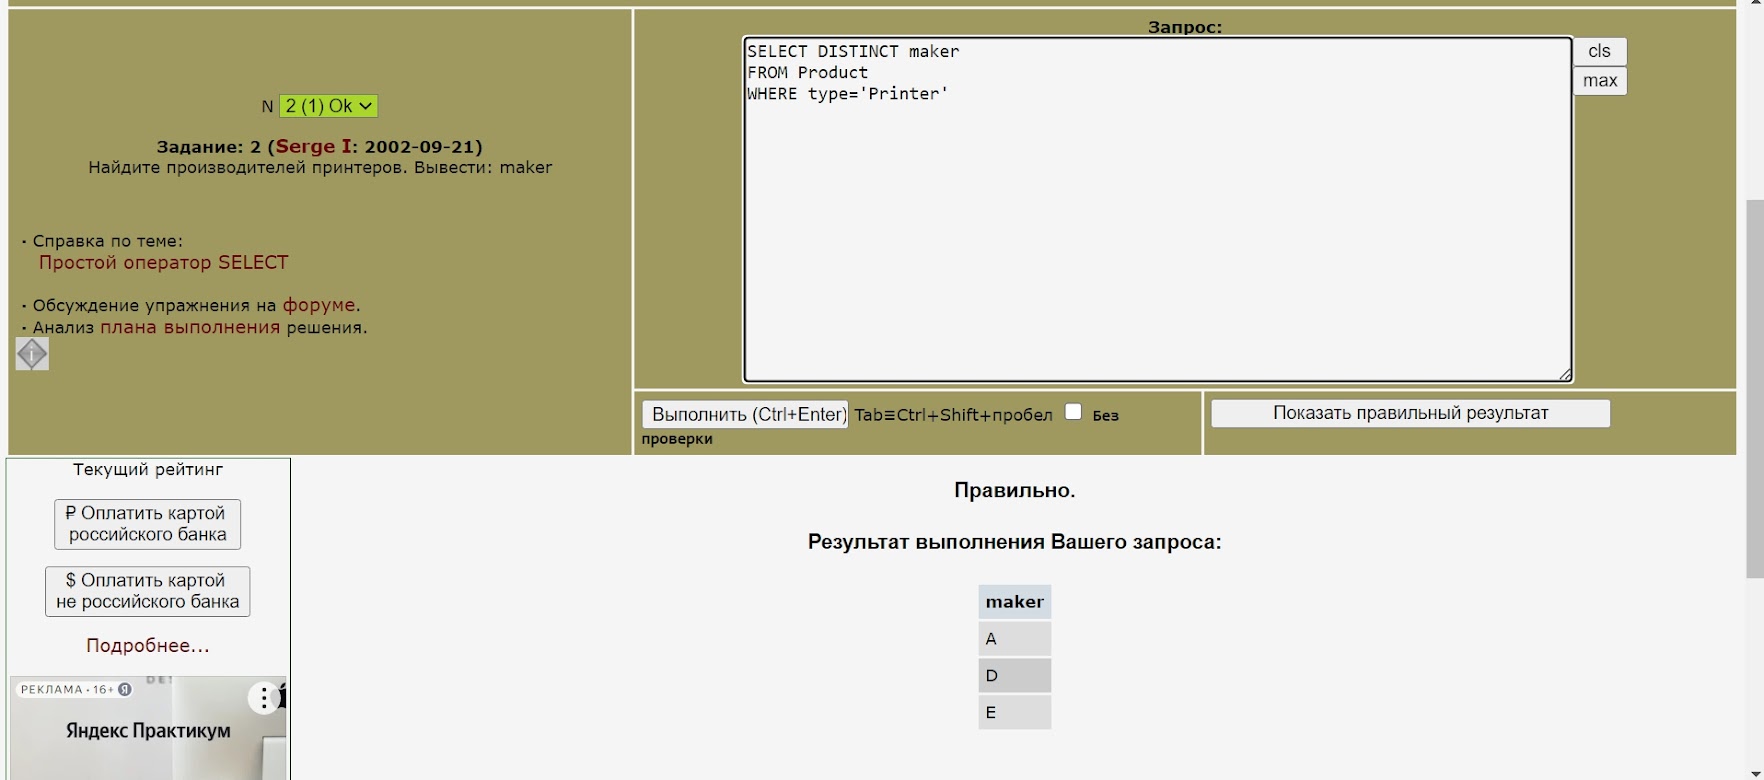 N 2 (1) Ok
Задание: 2 (Serge I: 2002-09-21)
Найдите производителей принтеров. Вывести: maker
· Справка по теме:
Простой оператор SELECT
· Обсуждение упражнения на форуме.
· Анализ плана выполнения решения.
Запрос:
SELECT DISTINCT maker
FROM Product
WHERE type='Printer'
cls
max
Выполнить (Ctrl+Enter) Tab≡Ctrl+Shift+пробел Без
проверки
Показать правильный результат
Текущий рейтинг
₽ Оплатить картой
российского банка
$ Оплатить картой
не российского банка
Подробнее...
РЕКЛАМА • 16+ Я
DES
Яндекс Практикум
Правильно.
Результат выполнения Вашего запроса:
maker
A
D
E